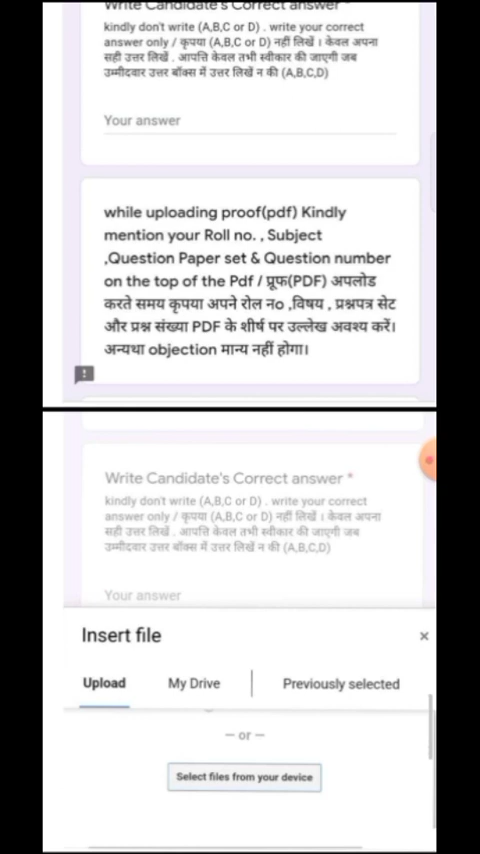 Write Candidate's Correct answer *
kindly don't write (A,B,C or D) . write your correct
answer only / कृपया (A,B,C or D) नहीं लिखें । केवल अपना
सही उत्तर लिखें . आपत्ति केवल तभी स्वीकार की जाएगी जब
उम्मीदवार उत्तर बॉक्स में उत्तर लिखें न की (A,B,C,D)
Your answer
while uploading proof(pdf) Kindly
mention your Roll no. , Subject
,Question Paper set & Question number
on the top of the Pdf / प्रूफ(PDF) अपलोड
करते समय कृपया अपने रोल नo ,विषय , प्रश्नपत्र सेट
और प्रश्न संख्या PDF के शीर्ष पर उल्लेख अवश्य करें।
अन्यथा objection मान्य नहीं होगा।
Write Candidate's Correct answer *
kindly don't write (A,B,C or D) . write your correct
answer only / कृपया (A,B,C or D) नहीं लिखें । केवल अपना
सही उत्तर लिखें . आपत्ति केवल तभी स्वीकार की जाएगी जब
उम्मीदवार उत्तर बॉक्स में उत्तर लिखें न की (A,B,C,D)
Your answer
Insert file
Upload My Drive Previously selected
— or —
Select files from your device